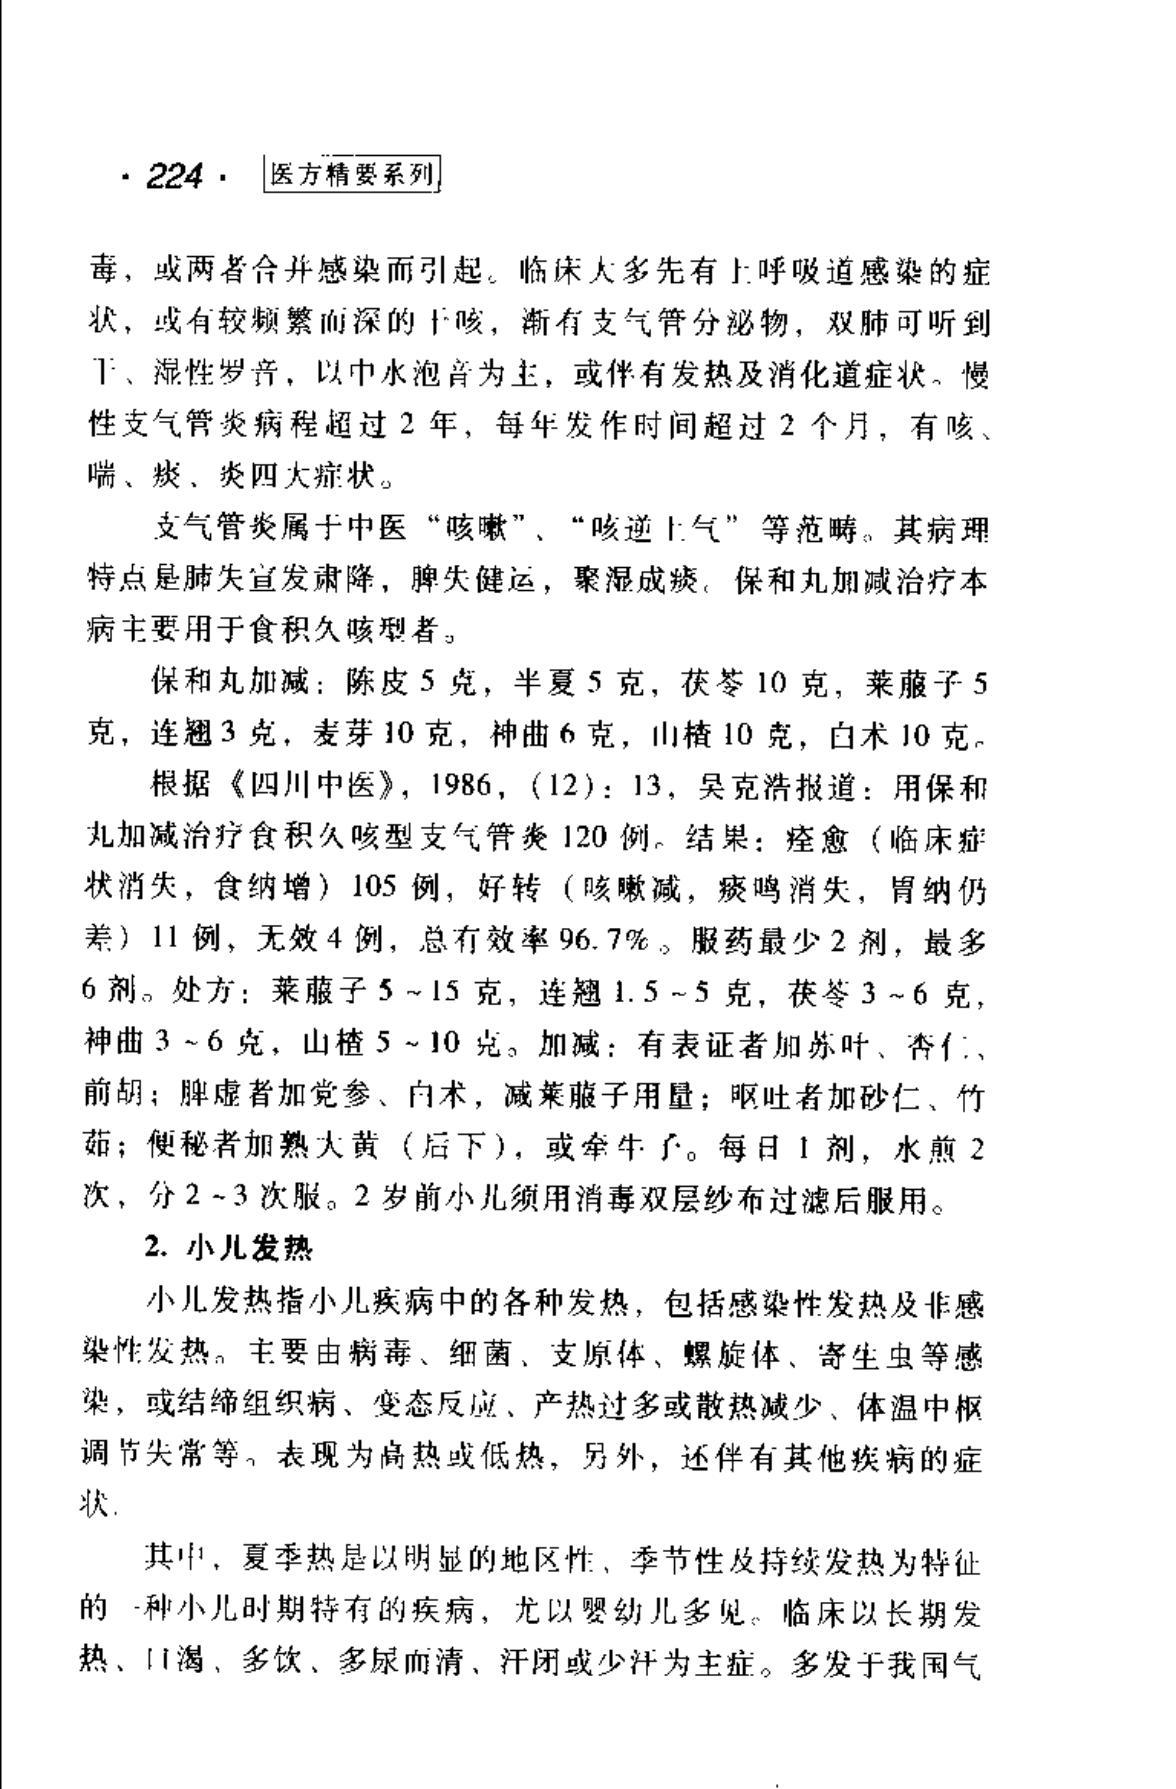 · 224 · 医方精要系列
毒，或两者合并感染而引起。临床大多先有上呼吸道感染的症
状，或有较频繁而深的干咳，渐有支气管分泌物，双肺可听到
干、湿性罗音，以中水泡音为主，或伴有发热及消化道症状。慢
性支气管炎病程超过 2 年，每年发作时间超过 2 个月，有咳、
喘、痰、炎四大症状。
支气管炎属于中医“咳嗽”、“咳逆上气”等范畴。其病理
特点是肺失宣发肃降，脾失健运，聚湿成痰。保和丸加减治疗本
病主要用于食积久咳型者。
保和丸加减：陈皮 5 克，半夏 5 克，茯苓 10 克，莱菔子 5
克，连翘 3 克，麦芽 10 克，神曲 6 克，山楂 10 克，白术 10 克。
根据《四川中医》，1986，(12)：13，吴克浩报道：用保和
丸加减治疗食积久咳型支气管炎 120 例。结果：痊愈（临床症
状消失，食纳增）105 例，好转（咳嗽减，痰鸣消失，胃纳仍
差）11 例，无效 4 例，总有效率 96.7%。服药最少 2 剂，最多
6 剂。处方：莱菔子 5～15 克，连翘 1.5～5 克，茯苓 3～6 克，
神曲 3～6 克，山楂 5～10 克。加减：有表证者加苏叶、杏仁、
前胡；脾虚者加党参、白术，减莱菔子用量；呕吐者加砂仁、竹
茹；便秘者加熟大黄（后下），或牵牛子。每日 1 剂，水煎 2
次，分 2～3 次服。2 岁前小儿须用消毒双层纱布过滤后服用。
2. 小儿发热
小儿发热指小儿疾病中的各种发热，包括感染性发热及非感
染性发热。主要由病毒、细菌、支原体、螺旋体、寄生虫等感
染，或结缔组织病、变态反应、产热过多或散热减少、体温中枢
调节失常等。表现为高热或低热，另外，还伴有其他疾病的症
状.
其中，夏季热是以明显的地区性、季节性及持续发热为特征
的一种小儿时期特有的疾病，尤以婴幼儿多见。临床以长期发
热、口渴、多饮、多尿而清、汗闭或少汗为主症。多发于我国气